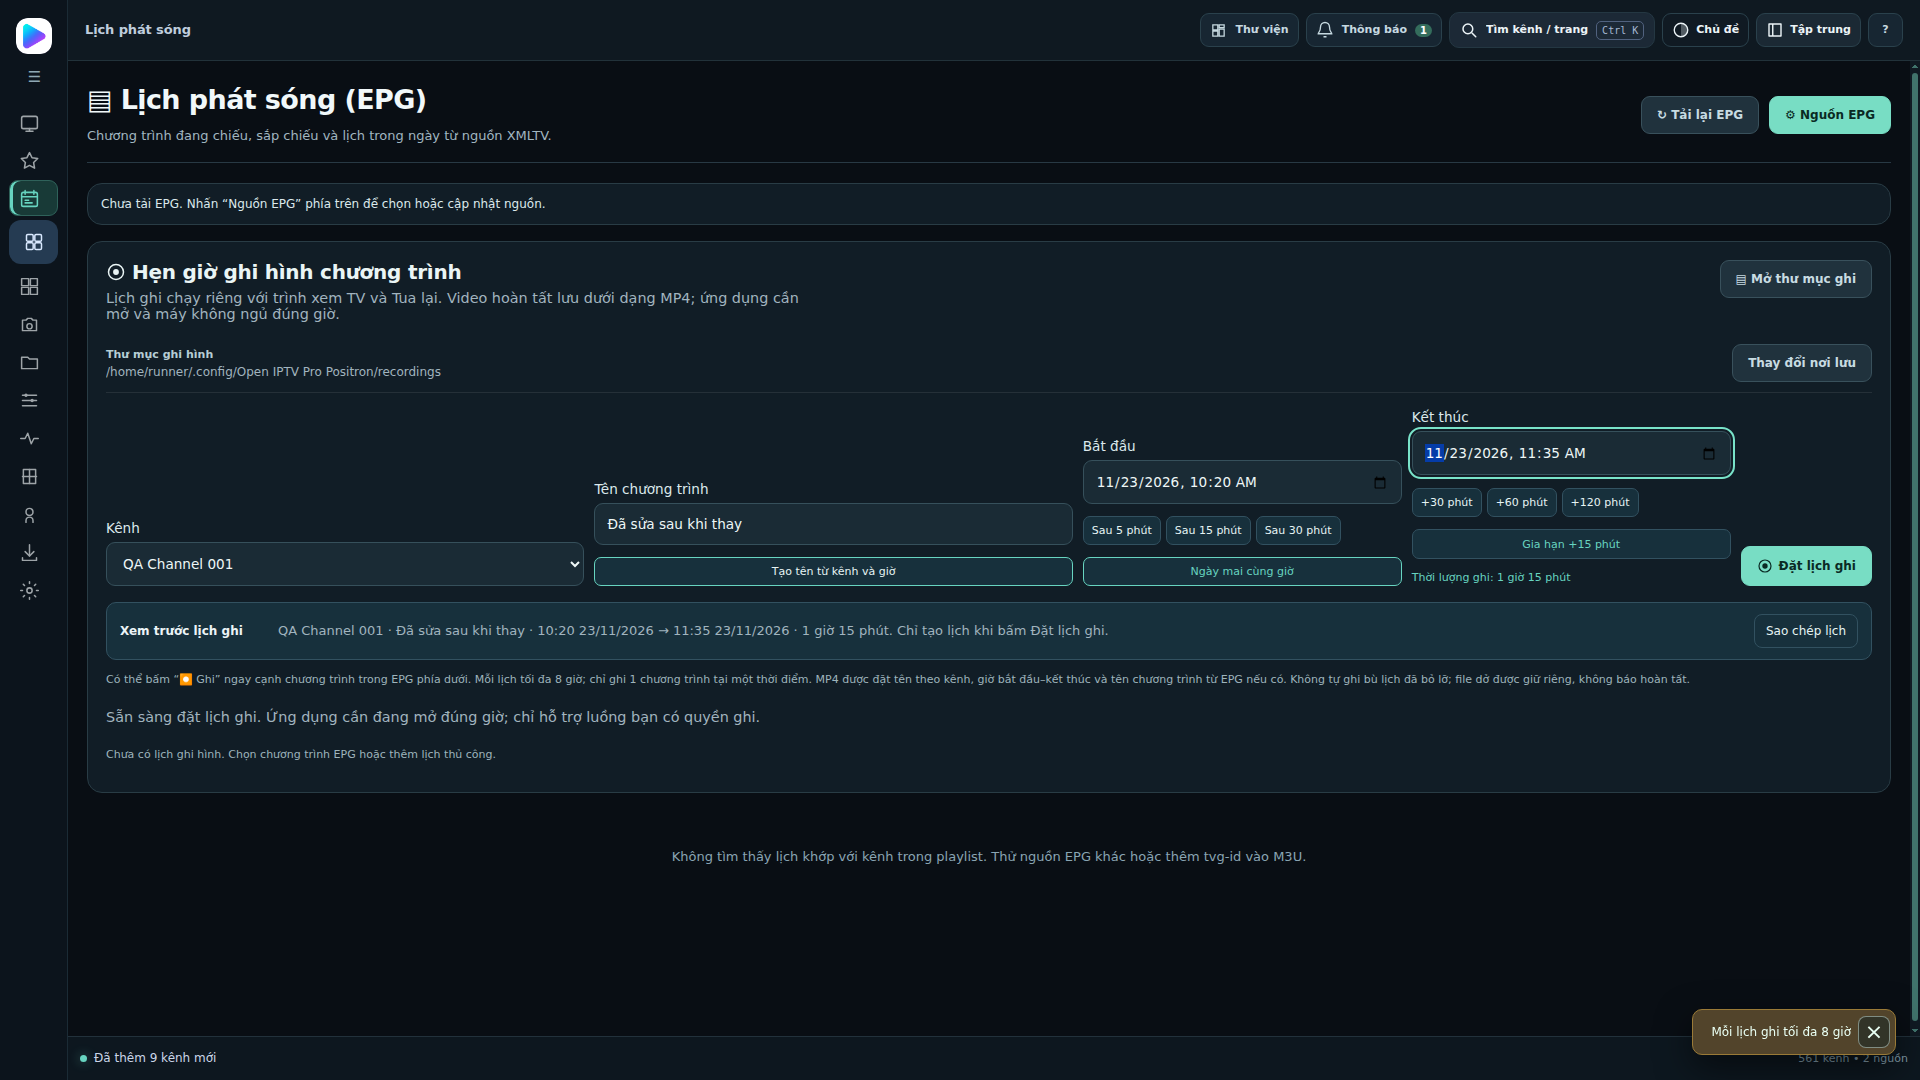 Lịch phát sóng
Thư viện
Thông báo 1
Tìm kênh / trang Ctrl K
Chủ đề
Tập trung
?
▤ Lịch phát sóng (EPG)
Chương trình đang chiếu, sắp chiếu và lịch trong ngày từ nguồn XMLTV.
↻ Tải lại EPG
⚙ Nguồn EPG
Chưa tải EPG. Nhấn “Nguồn EPG” phía trên để chọn hoặc cập nhật nguồn.
Hẹn giờ ghi hình chương trình
Lịch ghi chạy riêng với trình xem TV và Tua lại. Video hoàn tất lưu dưới dạng MP4; ứng dụng cần
mở và máy không ngủ đúng giờ.
▤ Mở thư mục ghi
Thư mục ghi hình
/home/runner/.config/Open IPTV Pro Positron/recordings
Thay đổi nơi lưu
Kênh
QA Channel 001
Tên chương trình
Đã sửa sau khi thay
Tạo tên từ kênh và giờ
Bắt đầu
11/23/2026, 10:20 AM
Sau 5 phút
Sau 15 phút
Sau 30 phút
Ngày mai cùng giờ
Kết thúc
11/23/2026, 11:35 AM
+30 phút
+60 phút
+120 phút
Gia hạn +15 phút
Thời lượng ghi: 1 giờ 15 phút
Đặt lịch ghi
Xem trước lịch ghi
QA Channel 001 · Đã sửa sau khi thay · 10:20 23/11/2026 → 11:35 23/11/2026 · 1 giờ 15 phút. Chỉ tạo lịch khi bấm Đặt lịch ghi.
Sao chép lịch
Có thể bấm “⏺ Ghi” ngay cạnh chương trình trong EPG phía dưới. Mỗi lịch tối đa 8 giờ; chỉ ghi 1 chương trình tại một thời điểm. MP4 được đặt tên theo kênh, giờ bắt đầu–kết thúc và tên chương trình từ EPG nếu có. Không tự ghi bù lịch đã bỏ lỡ; file dở được giữ riêng, không báo hoàn tất.
Sẵn sàng đặt lịch ghi. Ứng dụng cần đang mở đúng giờ; chỉ hỗ trợ luồng bạn có quyền ghi.
Chưa có lịch ghi hình. Chọn chương trình EPG hoặc thêm lịch thủ công.
Không tìm thấy lịch khớp với kênh trong playlist. Thử nguồn EPG khác hoặc thêm tvg-id vào M3U.
Mỗi lịch ghi tối đa 8 giờ
Đã thêm 9 kênh mới
561 kênh • 2 nguồn